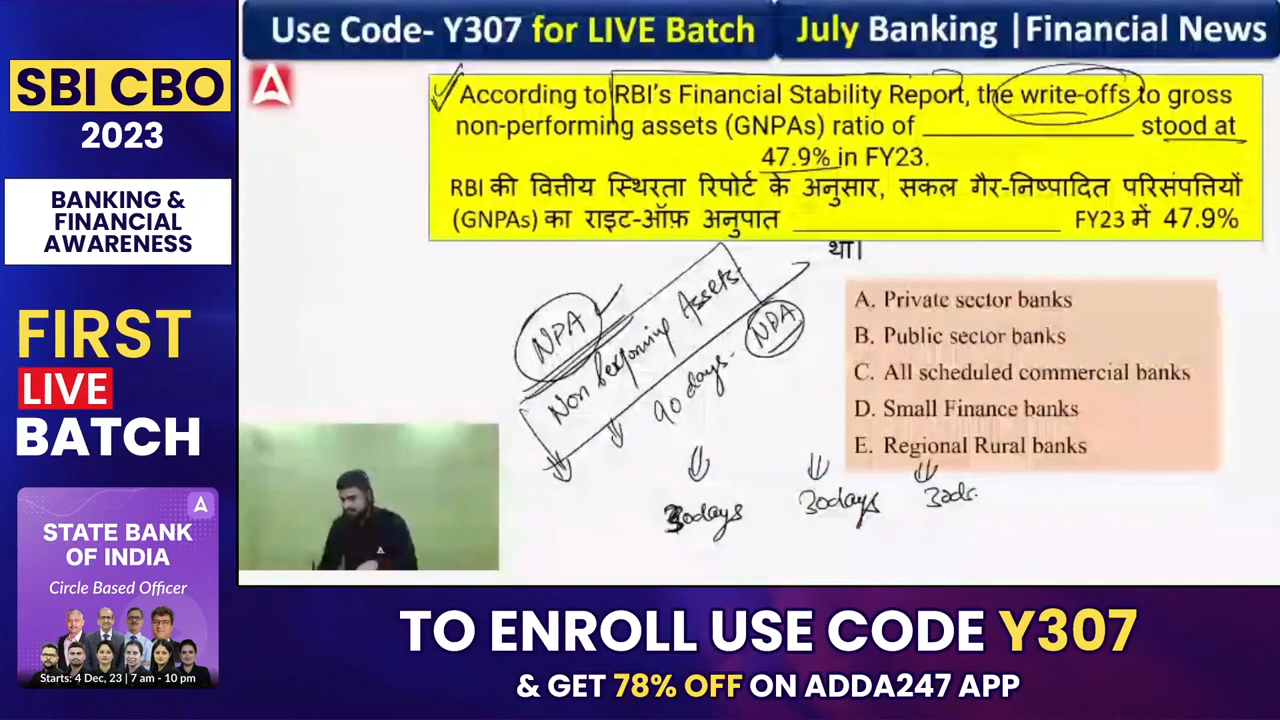 Use Code- Y307 for LIVE Batch
July Banking |Financial News
SBI CBO
2023
BANKING &
FINANCIAL
AWARENESS
FIRST
LIVE
BATCH
STATE BANK
OF INDIA
Circle Based Officer
Starts: 4 Dec, 23 | 7 am - 10 pm
According to RBI's Financial Stability Report, the write-offs to gross
non-performing assets (GNPAs) ratio of ________________ stood at
47.9% in FY23.
RBI की वित्तीय स्थिरता रिपोर्ट के अनुसार, सकल गैर-निष्पादित परिसंपत्तियों
(GNPAs) का राइट-ऑफ़ अनुपात ____________________ FY23 में 47.9%
था।
A. Private sector banks
B. Public sector banks
C. All scheduled commercial banks
D. Small Finance banks
E. Regional Rural banks
NPA
Non Performing Assets
90 days. NPA
30days 30days
TO ENROLL USE CODE Y307
& GET 78% OFF ON ADDA247 APP